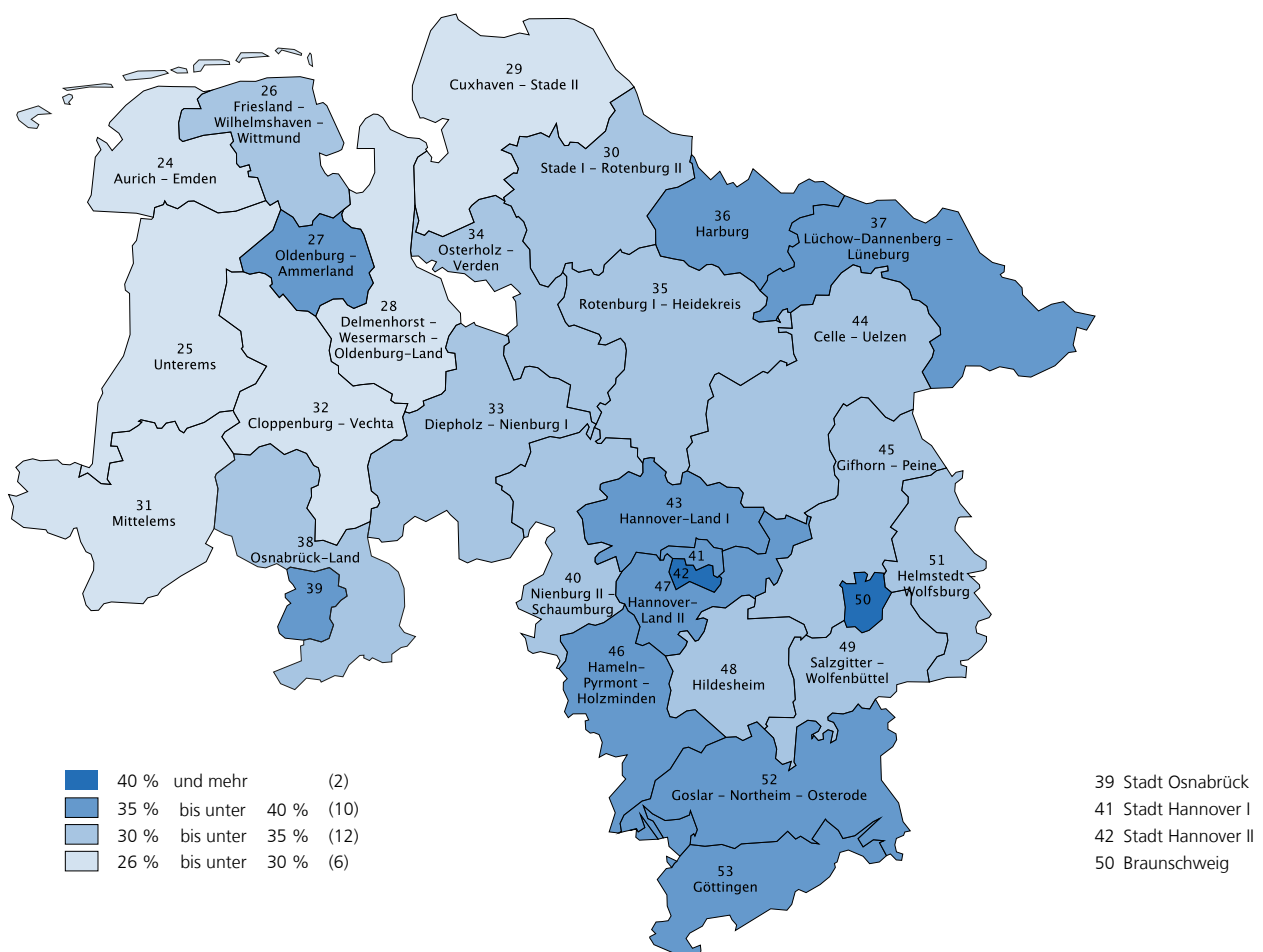 29
Cuxhaven – Stade II
26
Friesland –
Wilhelmshaven –
Wittmund
24
Aurich – Emden
30
Stade I – Rotenburg II
36
Harburg
37
Lüchow-Dannenberg –
Lüneburg
27
Oldenburg –
Ammerland
34
Osterholz –
Verden
35
Rotenburg I – Heidekreis
28
Delmenhorst –
Wesermarsch –
Oldenburg-Land
44
Celle – Uelzen
25
Unterems
32
Cloppenburg – Vechta
33
Diepholz – Nienburg I
45
Gifhorn – Peine
31
Mittelems
43
Hannover-Land I
38
Osnabrück-Land
39
41
42
40
Nienburg II –
Schaumburg
47
Hannover-
Land II
51
Helmstedt –
Wolfsburg
50
46
Hameln-
Pyrmont –
Holzminden
48
Hildesheim
49
Salzgitter –
Wolfenbüttel
52
Goslar – Northeim – Osterode
53
Göttingen
40 % und mehr (2)
35 % bis unter 40 % (10)
30 % bis unter 35 % (12)
26 % bis unter 30 % (6)
39 Stadt Osnabrück
41 Stadt Hannover I
42 Stadt Hannover II
50 Braunschweig